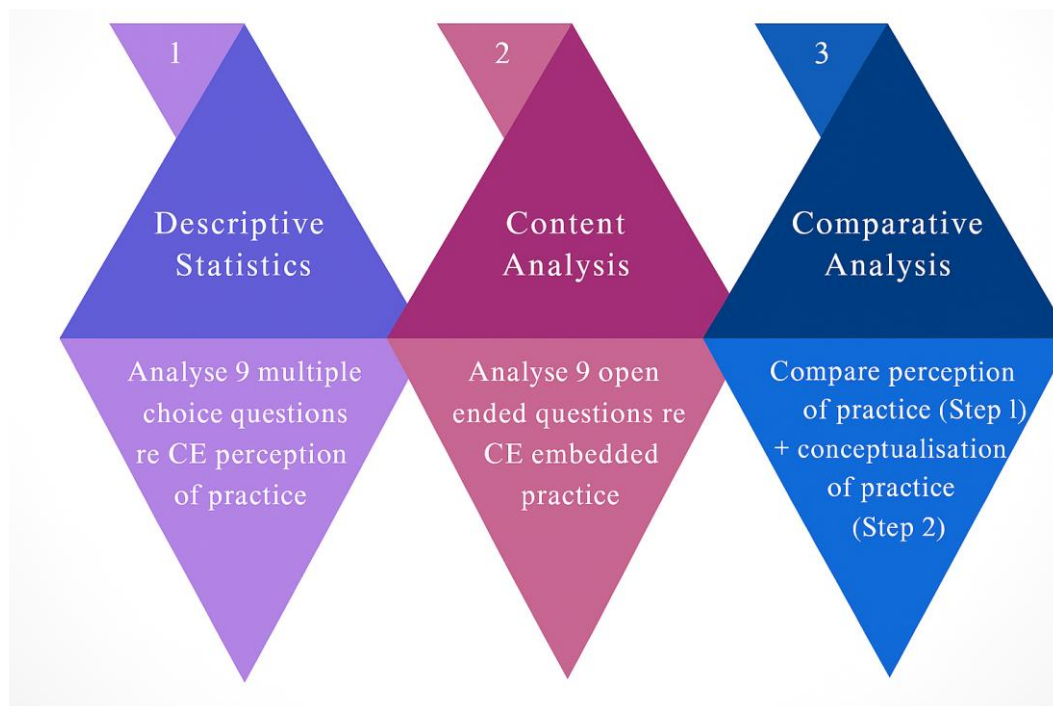 1
Descriptive
Statistics
Analyse 9 multiple
choice questions
re CE perception
of practice
2
Content
Analysis
Analyse 9 open
ended questions re
CE embedded
practice
3
Comparative
Analysis
Compare perception
of practice (Step l)
+ conceptualisation
of practice
(Step 2)